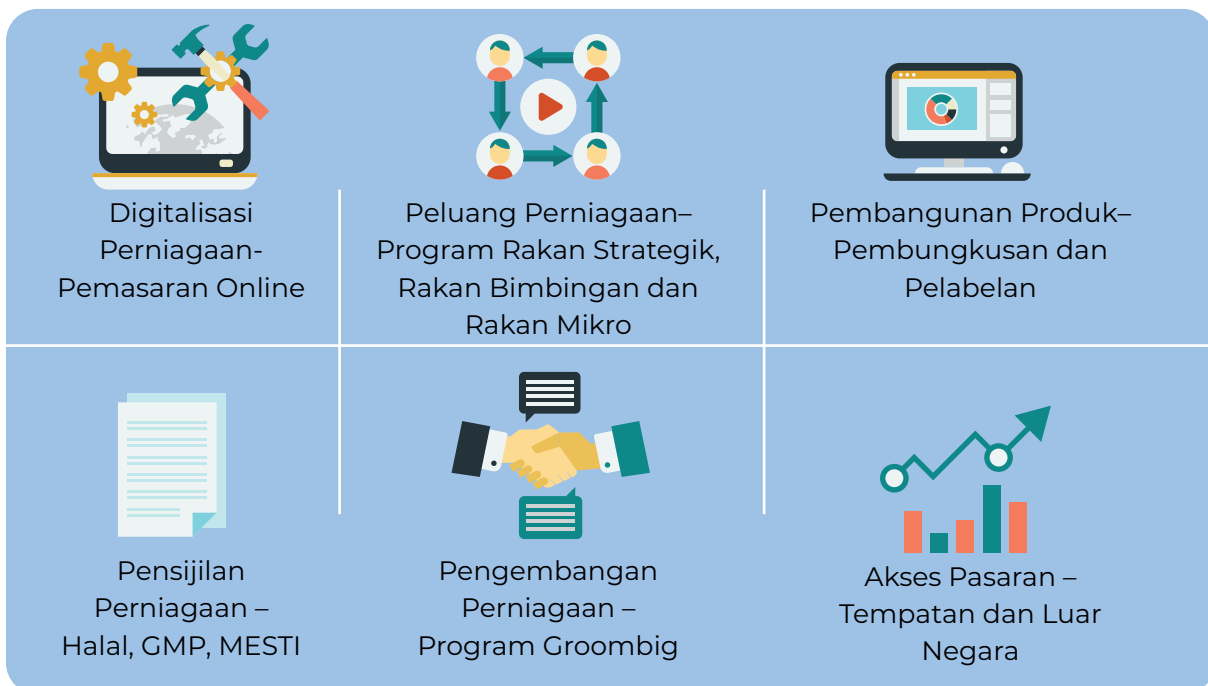 Digitalisasi
Perniagaan-
Pemasaran Online
Peluang Perniagaan–
Program Rakan Strategik,
Rakan Bimbingan dan
Rakan Mikro
Pembangunan Produk–
Pembungkusan dan
Pelabelan
Pensijilan
Perniagaan –
Halal, GMP, MESTI
Pengembangan
Perniagaan –
Program Groombig
Akses Pasaran –
Tempatan dan Luar
Negara